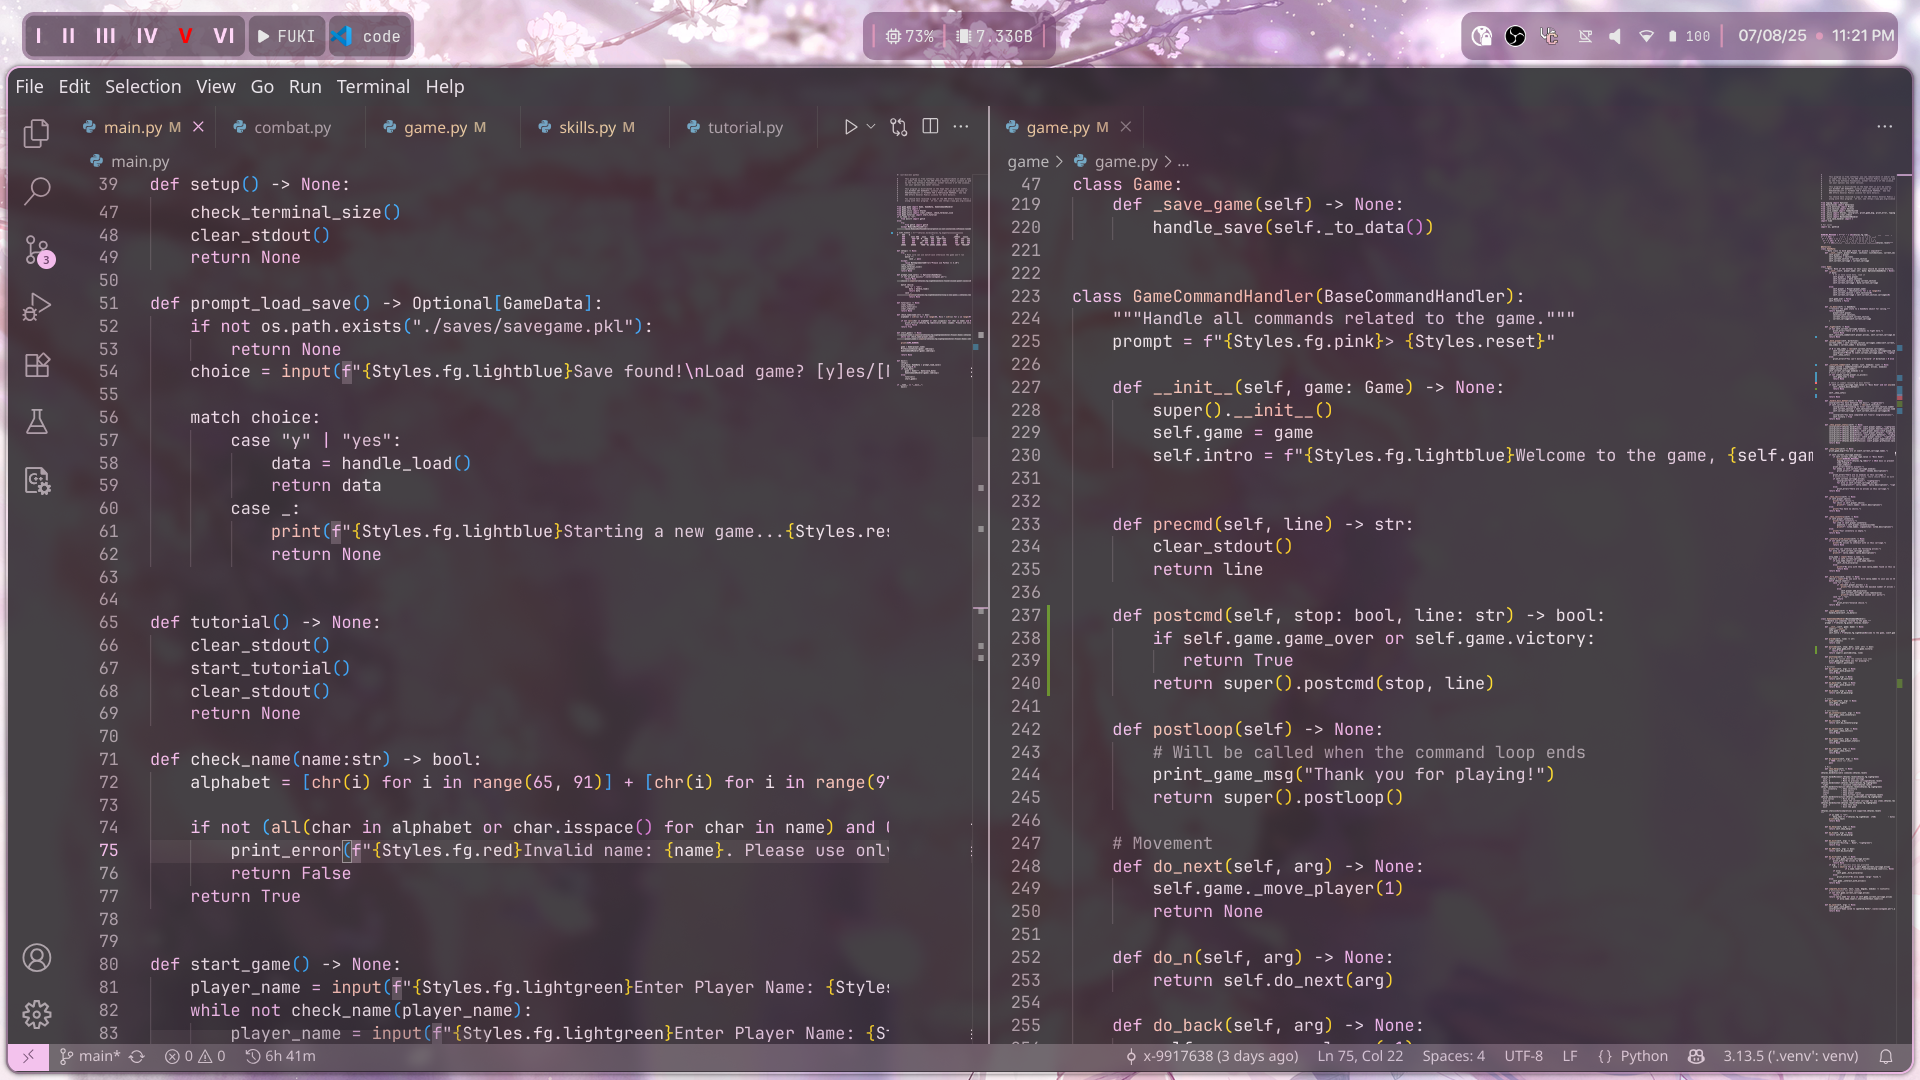 I II III IV V VI FUKI code
73% 7.33GB
100 07/08/25 11:21 PM
File Edit Selection View Go Run Terminal Help
main.py M combat.py game.py M skills.py M tutorial.py
main.py
39 def setup() -> None:
47 check_terminal_size()
48 clear_stdout()
49 return None
50
51 def prompt_load_save() -> Optional[GameData]:
52 if not os.path.exists("./saves/savegame.pkl"):
53 return None
54 choice = input(f"{Styles.fg.lightblue}Save found!\nLoad game? [y]es/[
55
56 match choice:
57 case "y" | "yes":
58 data = handle_load()
59 return data
60 case _:
61 print(f"{Styles.fg.lightblue}Starting a new game...{Styles.res
62 return None
63
64
65 def tutorial() -> None:
66 clear_stdout()
67 start_tutorial()
68 clear_stdout()
69 return None
70
71 def check_name(name:str) -> bool:
72 alphabet = [chr(i) for i in range(65, 91)] + [chr(i) for i in range(9
73
74 if not (all(char in alphabet or char.isspace() for char in name) and
75 print_error(f"{Styles.fg.red}Invalid name: {name}. Please use only
76 return False
77 return True
78
79
80 def start_game() -> None:
81 player_name = input(f"{Styles.fg.lightgreen}Enter Player Name: {Styles
82 while not check_name(player_name):
83 player_name = input(f"{Styles.fg.lightgreen}Enter Player Name: {St
game.py M
game > game.py > ...
47 class Game:
219 def _save_game(self) -> None:
220 handle_save(self._to_data())
221
222
223 class GameCommandHandler(BaseCommandHandler):
224 """Handle all commands related to the game."""
225 prompt = f"{Styles.fg.pink}> {Styles.reset}"
226
227 def __init__(self, game: Game) -> None:
228 super().__init__()
229 self.game = game
230 self.intro = f"{Styles.fg.lightblue}Welcome to the game, {self.gam
231
232
233 def precmd(self, line) -> str:
234 clear_stdout()
235 return line
236
237 def postcmd(self, stop: bool, line: str) -> bool:
238 if self.game.game_over or self.game.victory:
239 return True
240 return super().postcmd(stop, line)
241
242 def postloop(self) -> None:
243 # Will be called when the command loop ends
244 print_game_msg("Thank you for playing!")
245 return super().postloop()
246
247 # Movement
248 def do_next(self, arg) -> None:
249 self.game._move_player(1)
250 return None
251
252 def do_n(self, arg) -> None:
253 return self.do_next(arg)
254
255 def do_back(self, arg) -> None:
Train to
3
main* 0 0 6h 41m
x-9917638 (3 days ago) Ln 75, Col 22 Spaces: 4 UTF-8 LF { } Python 3.13.5 ('.venv': venv)